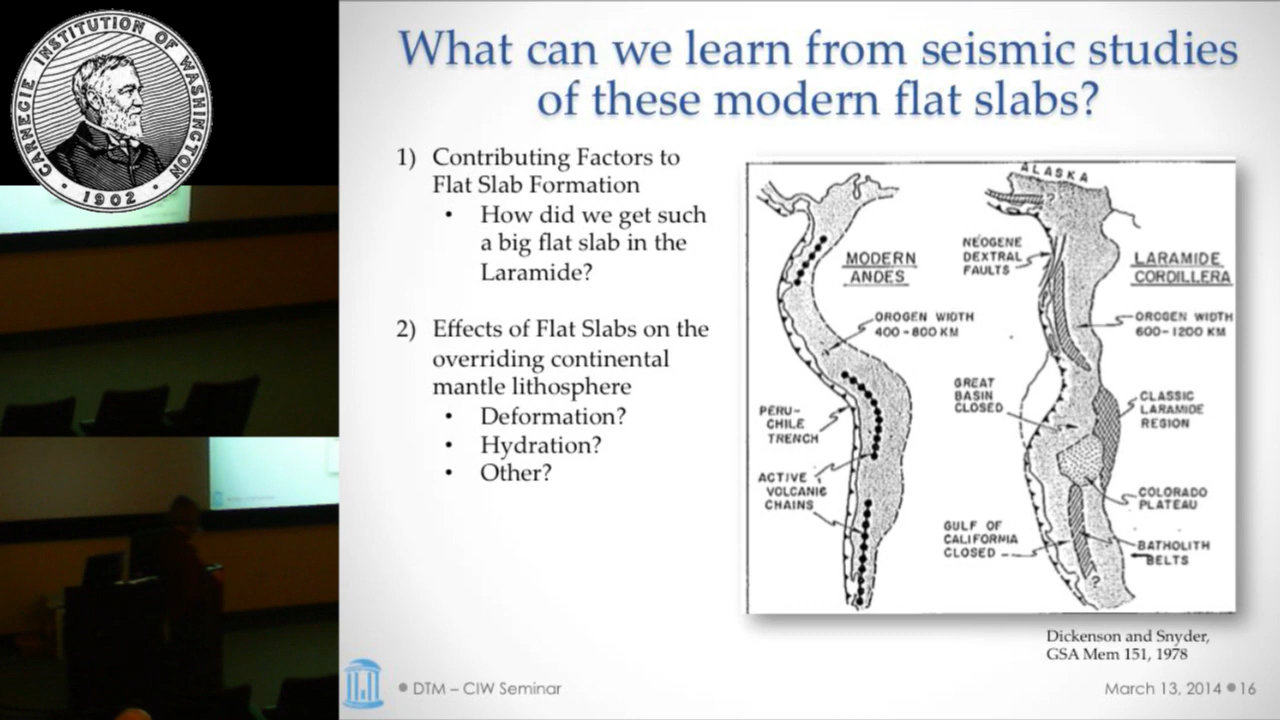 CARNEGIE INSTITUTION OF WASHINGTON
1902
What can we learn from seismic studies
of these modern flat slabs?
1) Contributing Factors to
Flat Slab Formation
• How did we get such
a big flat slab in the
Laramide?
2) Effects of Flat Slabs on the
overriding continental
mantle lithosphere
• Deformation?
• Hydration?
• Other?
MODERN
ANDES
OROGEN WIDTH
400-800 KM
PERU-
CHILE
TRENCH
ACTIVE
VOLCANIC
CHAINS
ALASKA
?
NEOGENE
DEXTRAL
FAULTS
LARAMIDE
CORDILLERA
OROGEN WIDTH
600-1200 KM
GREAT
BASIN
CLOSED
CLASSIC
LARAMIDE
REGION
COLORADO
PLATEAU
GULF OF
CALIFORNIA
CLOSED
BATHOLITH
BELTS
?
Dickenson and Snyder,
GSA Mem 151, 1978
• DTM – CIW Seminar
March 13, 2014 • 16